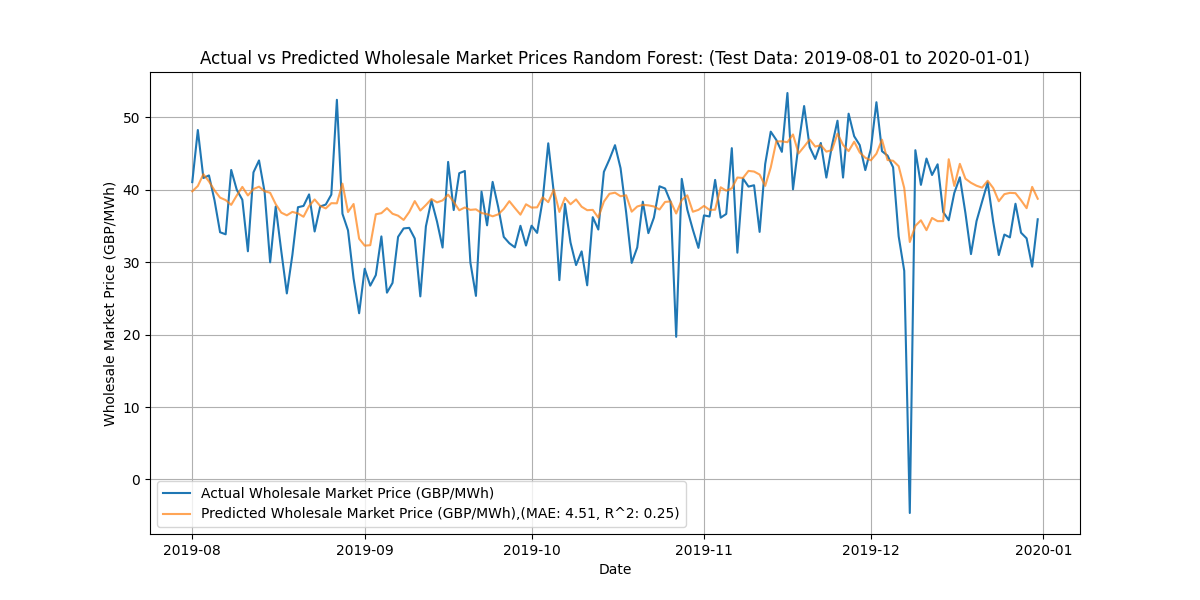 Actual vs Predicted Wholesale Market Prices Random Forest: (Test Data: 2019-08-01 to 2020-01-01)
Wholesale Market Price (GBP/MWh)
50
40
30
20
10
0
Actual Wholesale Market Price (GBP/MWh)
Predicted Wholesale Market Price (GBP/MWh),(MAE: 4.51, R^2: 0.25)
2019-08 2019-09 2019-10 2019-11 2019-12 2020-01
Date